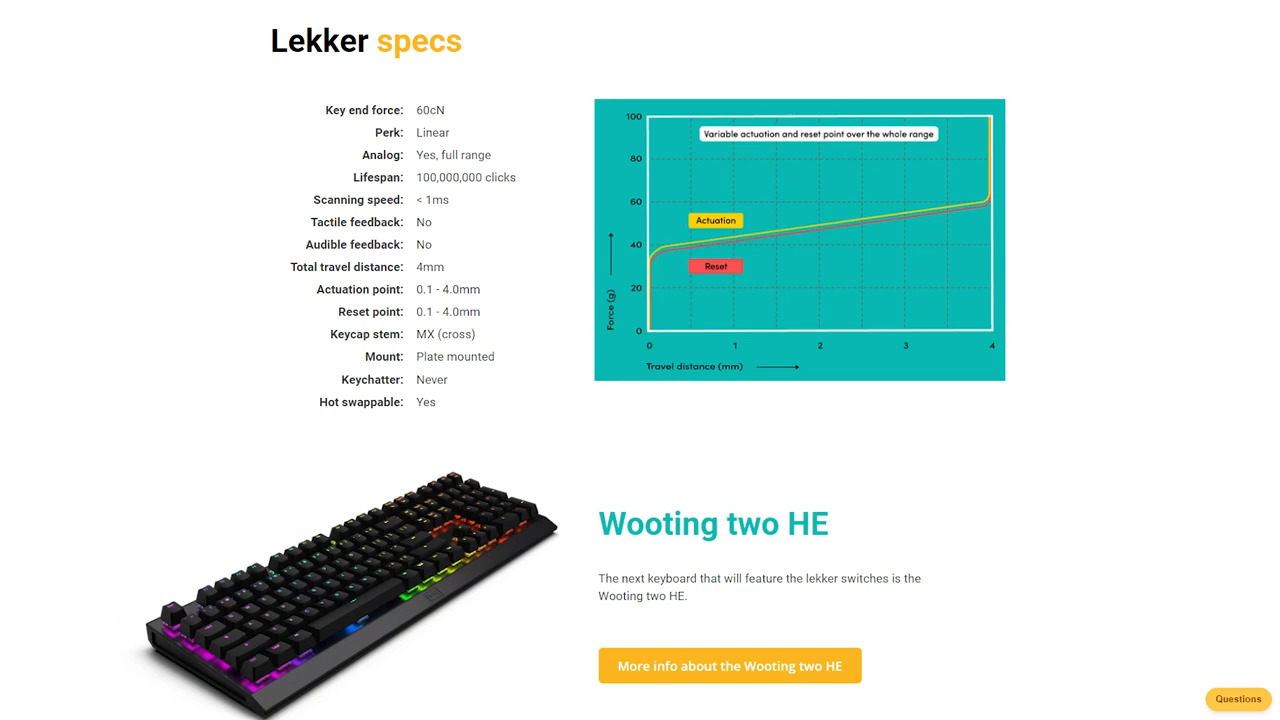 Lekker specs
Key end force: 60cN
Perk: Linear
Analog: Yes, full range
Lifespan: 100,000,000 clicks
Scanning speed: < 1ms
Tactile feedback: No
Audible feedback: No
Total travel distance: 4mm
Actuation point: 0.1 - 4.0mm
Reset point: 0.1 - 4.0mm
Keycap stem: MX (cross)
Mount: Plate mounted
Keychatter: Never
Hot swappable: Yes
100
Variable actuation and reset point over the whole range
80
60
Actuation
40
Reset
20
Force (g)
0
0 1 2 3 4
Travel distance (mm)
Wooting two HE
The next keyboard that will feature the lekker switches is the
Wooting two HE.
More info about the Wooting two HE
Questions